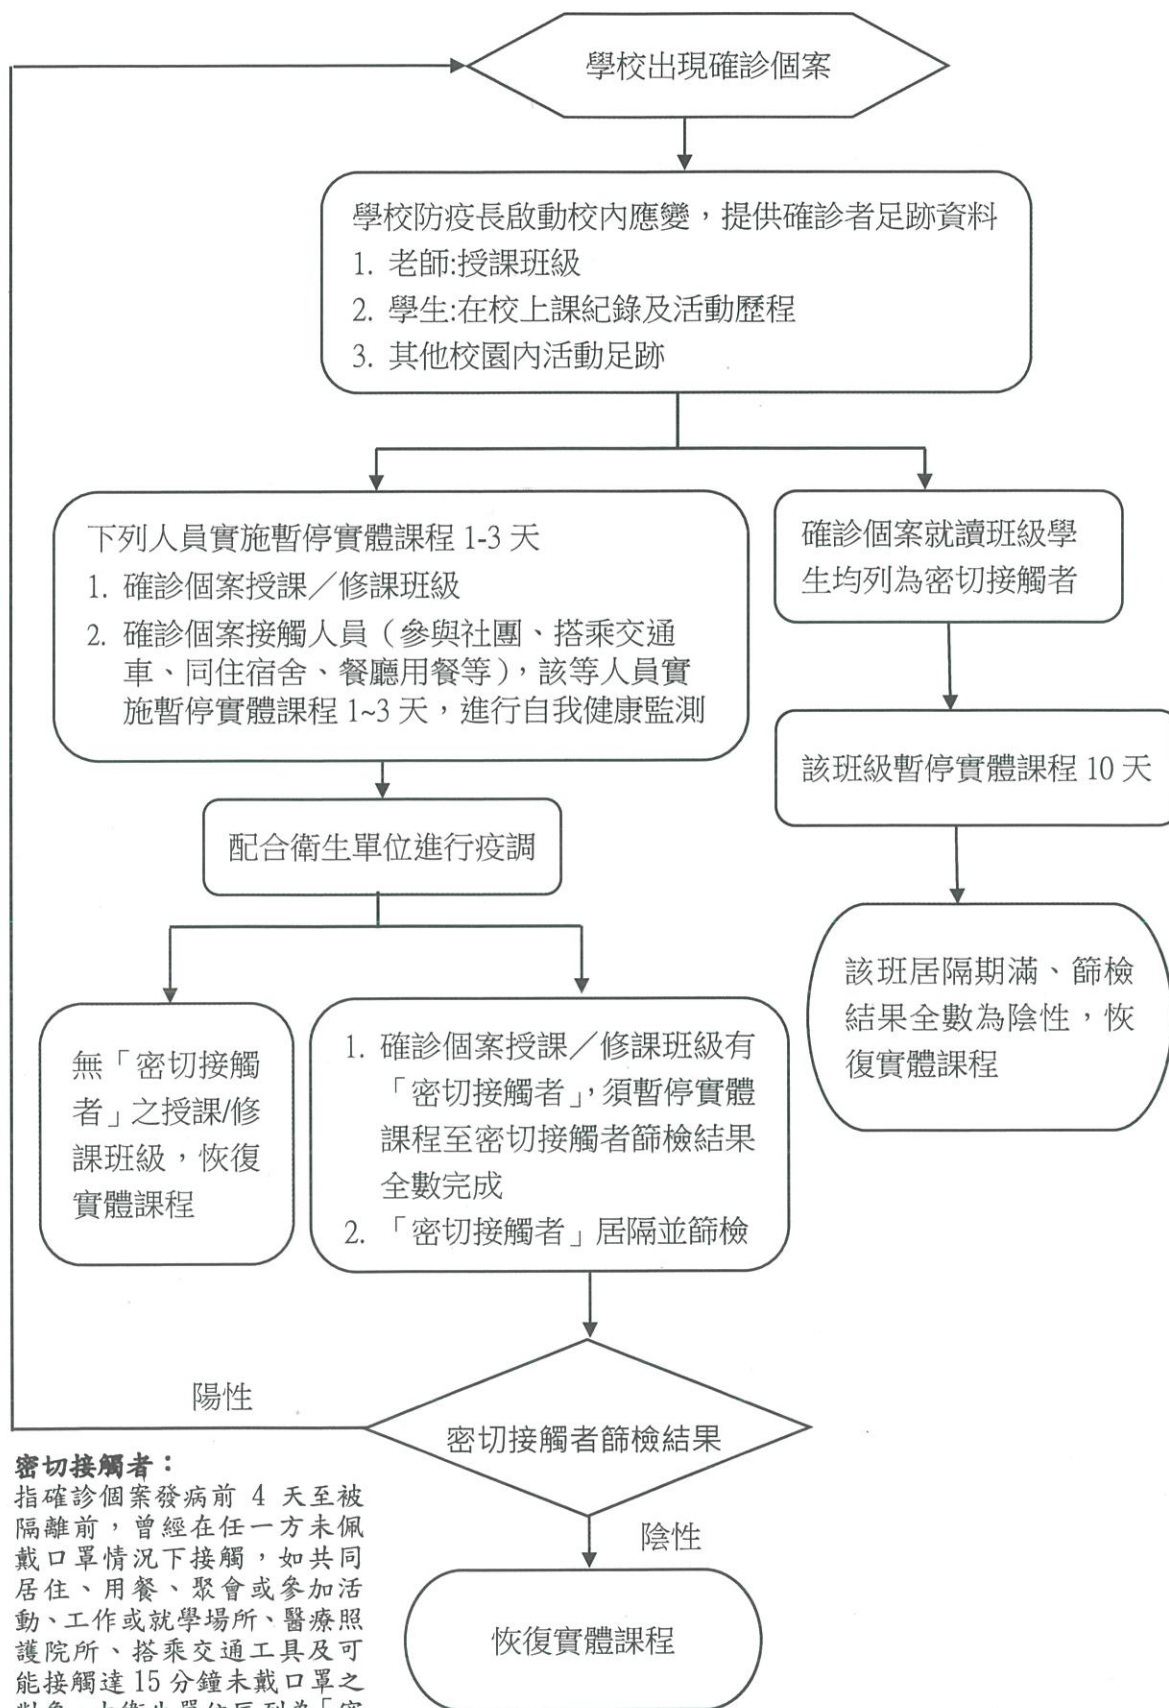 學校出現確診個案
學校防疫長啟動校內應變，提供確診者足跡資料
1. 老師:授課班級
2. 學生:在校上課紀錄及活動歷程
3. 其他校園內活動足跡
下列人員實施暫停實體課程 1-3 天
1. 確診個案授課／修課班級
2. 確診個案接觸人員（參與社團、搭乘交通
車、同住宿舍、餐廳用餐等），該等人員實
施暫停實體課程 1~3 天，進行自我健康監測
確診個案就讀班級學
生均列為密切接觸者
該班級暫停實體課程 10 天
配合衛生單位進行疫調
該班居隔期滿、篩檢
結果全數為陰性，恢
復實體課程
無「密切接觸
者」之授課/修
課班級，恢復
實體課程
1. 確診個案授課／修課班級有
「密切接觸者」，須暫停實體
課程至密切接觸者篩檢結果
全數完成
2. 「密切接觸者」居隔並篩檢
陽性
密切接觸者篩檢結果
陰性
恢復實體課程
密切接觸者：
指確診個案發病前 4 天至被
隔離前，曾經在任一方未佩
戴口罩情況下接觸，如共同
居住、用餐、聚會或參加活
動、工作或就學場所、醫療照
護院所、搭乘交通工具及可
能接觸達 15 分鐘未戴口罩之